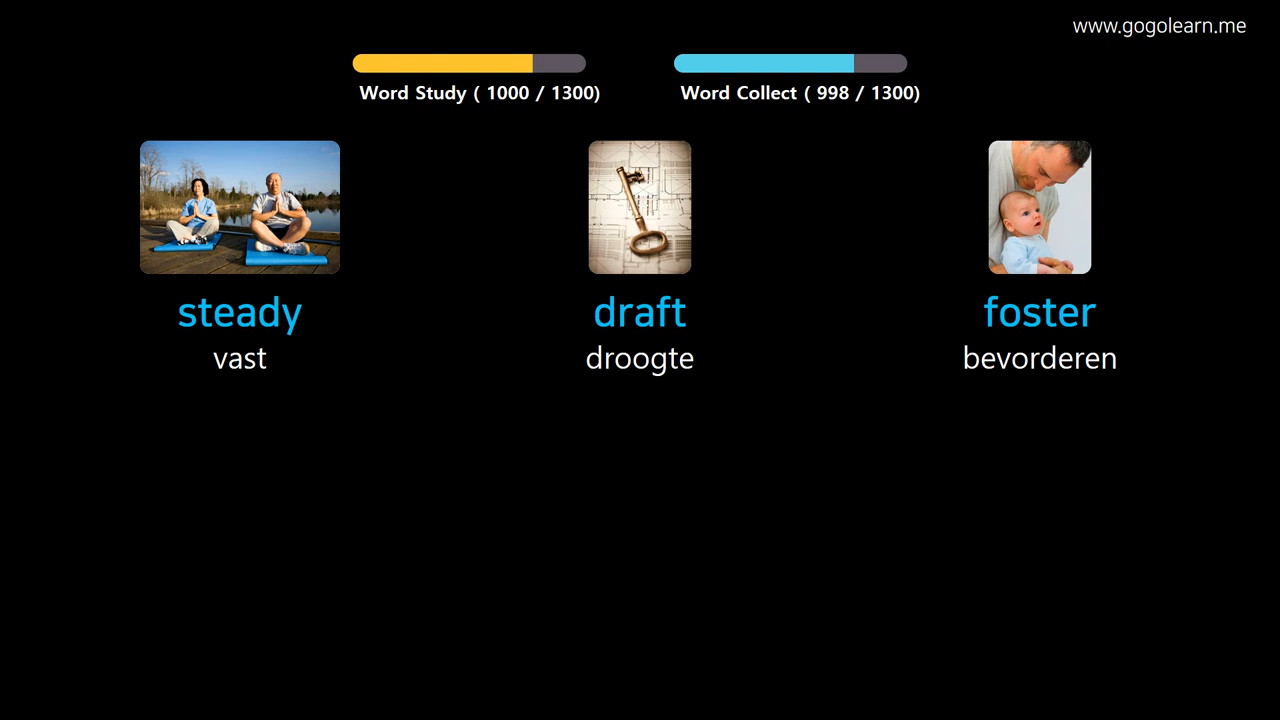 www.gogolearn.me
Word Study ( 1000 / 1300)
Word Collect ( 998 / 1300)
steady
draft
foster
vast
droogte
bevorderen